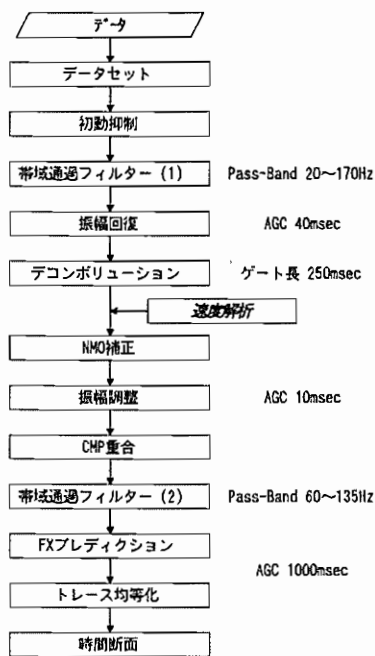 データ
データセット
初動抑制
帯域通過フィルター (1) Pass-Band 20～170Hz
振幅回復 AGC 40msec
デコンボリューション ゲート長 250msec
速度解析
NMO補正
振幅調整 AGC 10msec
CMP重合
帯域通過フィルター (2) Pass-Band 60～135Hz
FXプレディクション
AGC 1000msec
トレース均等化
時間断面